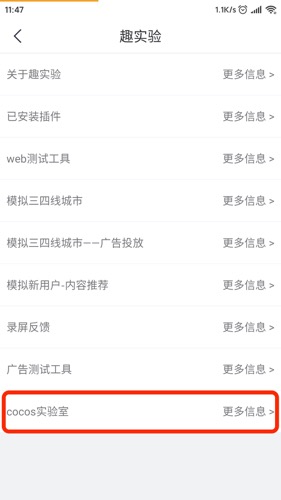 11:47
1.1K/s
趣实验
关于趣实验 更多信息 >
已安装插件 更多信息 >
web测试工具 更多信息 >
模拟三四线城市 更多信息 >
模拟三四线城市——广告投放 更多信息 >
模拟新用户-内容推荐 更多信息 >
录屏反馈 更多信息 >
广告测试工具 更多信息 >
cocos实验室 更多信息 >